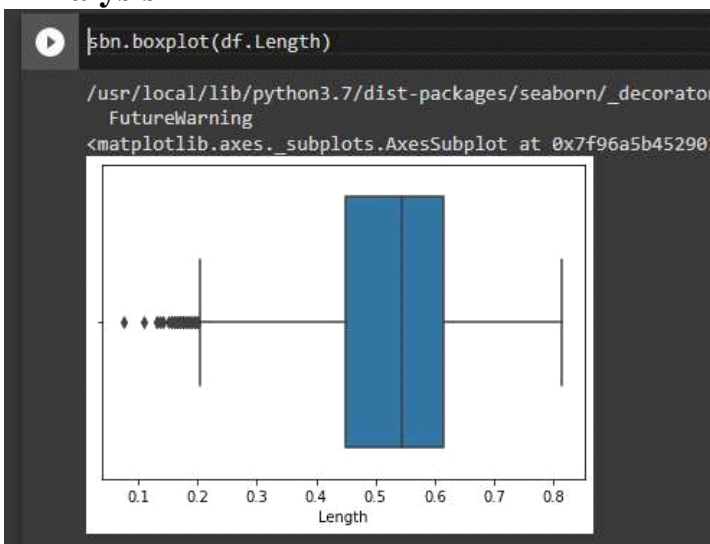 sbn.boxplot(df.Length)
/usr/local/lib/python3.7/dist-packages/seaborn/_decorator
FutureWarning
<matplotlib.axes._subplots.AxesSubplot at 0x7f96a5b45290>
0.1 0.2 0.3 0.4 0.5 0.6 0.7 0.8
Length